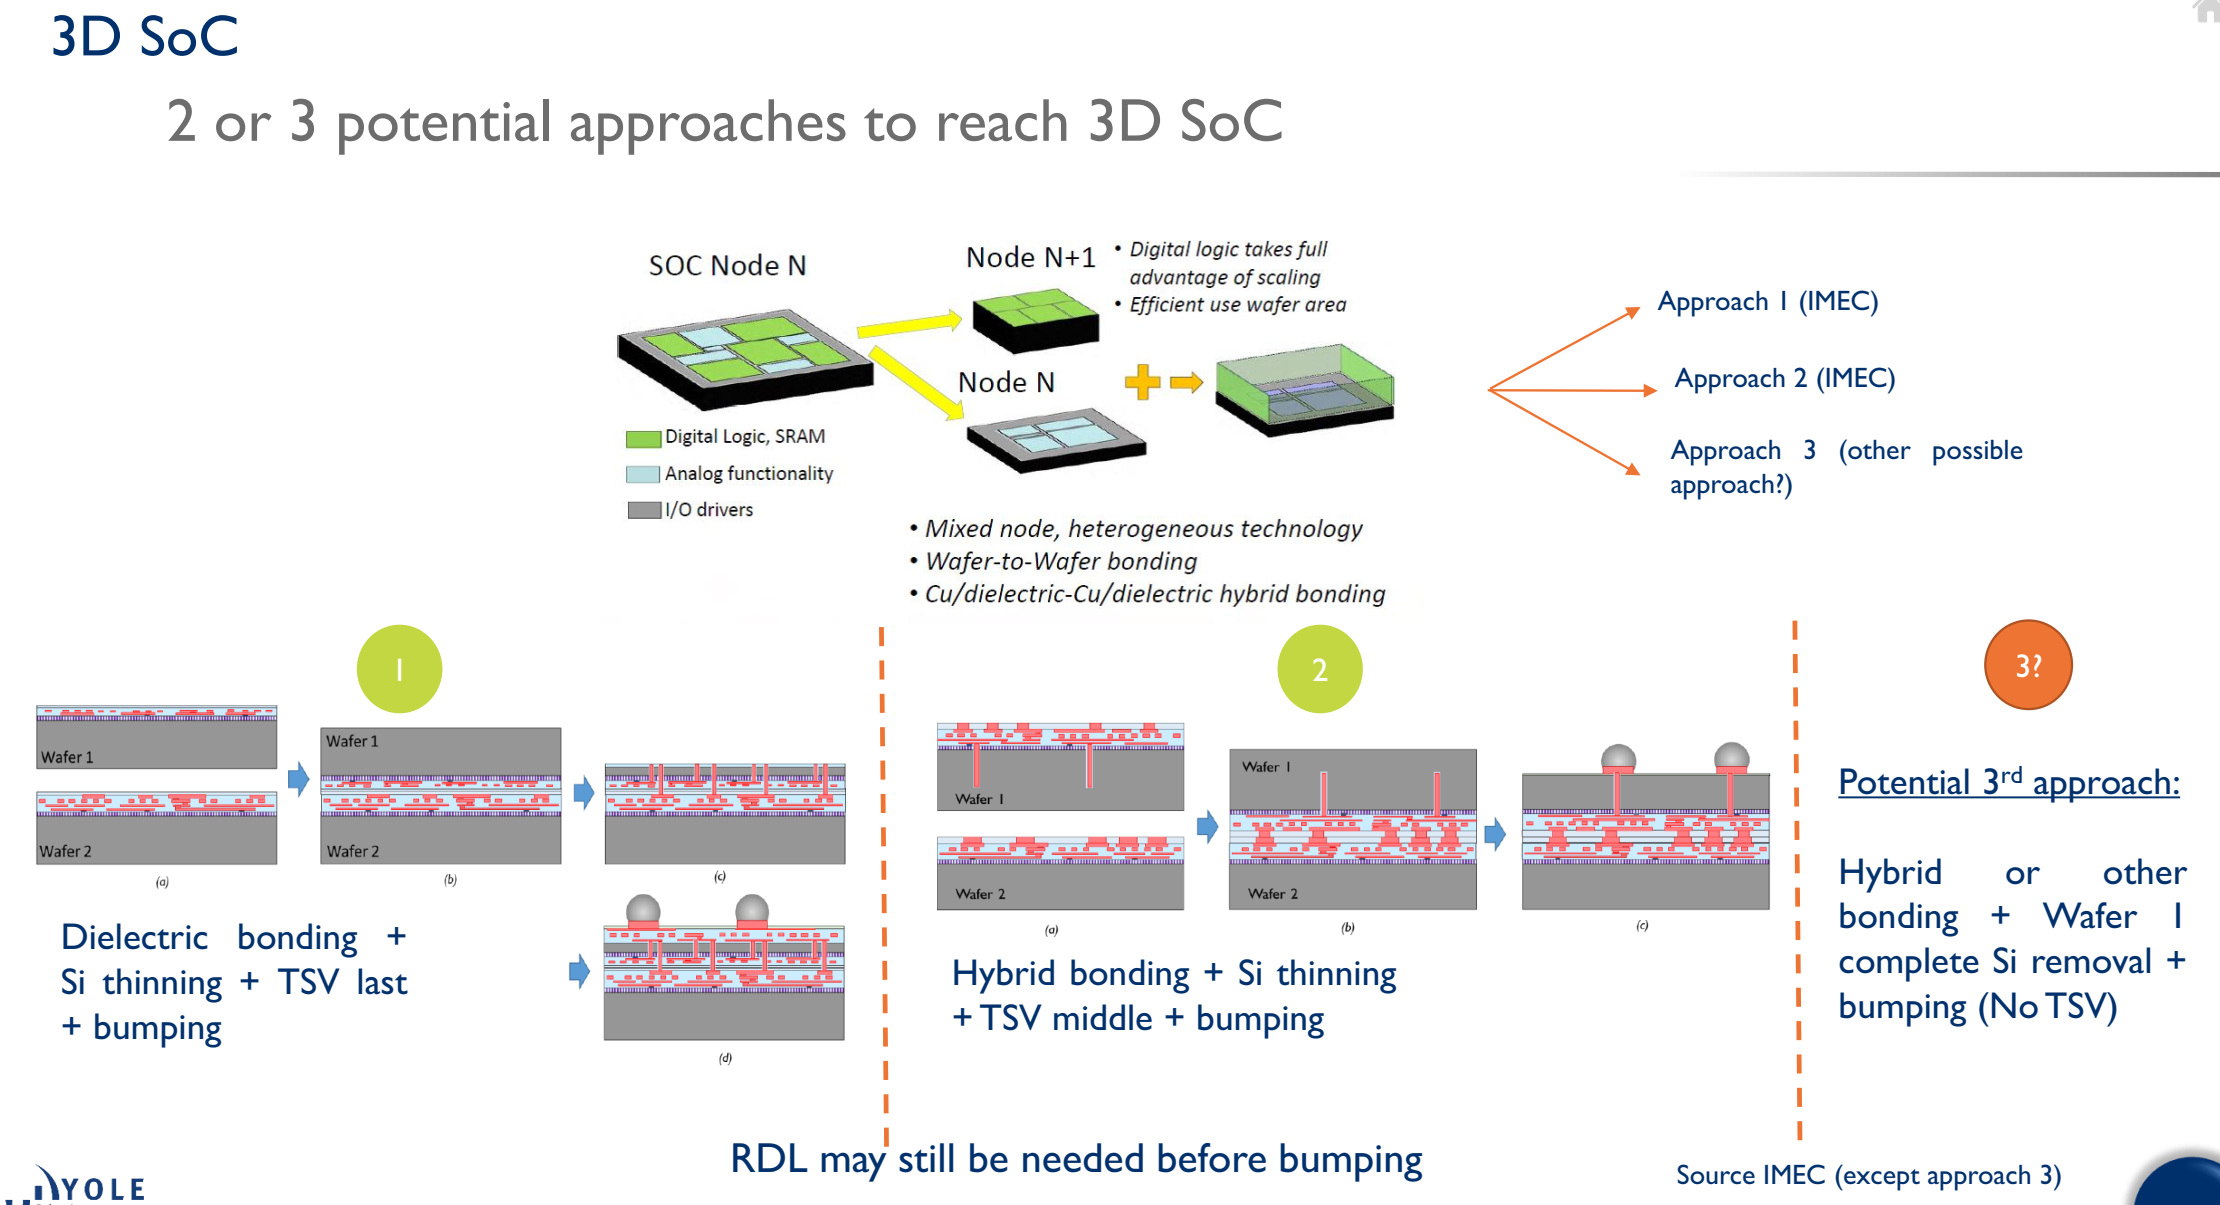 3D SoC
2 or 3 potential approaches to reach 3D SoC
SOC Node N
Node N+1
• Digital logic takes full
advantage of scaling
• Efficient use wafer area
Node N
Digital Logic, SRAM
Analog functionality
I/O drivers
• Mixed node, heterogeneous technology
• Wafer-to-Wafer bonding
• Cu/dielectric-Cu/dielectric hybrid bonding
Approach 1 (IMEC)
Approach 2 (IMEC)
Approach 3 (other possible
approach?)
1
Wafer 1
Wafer 2
(a)
Wafer 1
Wafer 2
(b)
(c)
(d)
Dielectric bonding +
Si thinning + TSV last
+ bumping
2
Wafer 1
Wafer 2
(a)
Wafer 1
Wafer 2
(b)
(c)
Hybrid bonding + Si thinning
+ TSV middle + bumping
3?
Potential 3rd approach:
Hybrid or other
bonding + Wafer 1
complete Si removal +
bumping (No TSV)
RDL may still be needed before bumping
Source IMEC (except approach 3)
YOLE